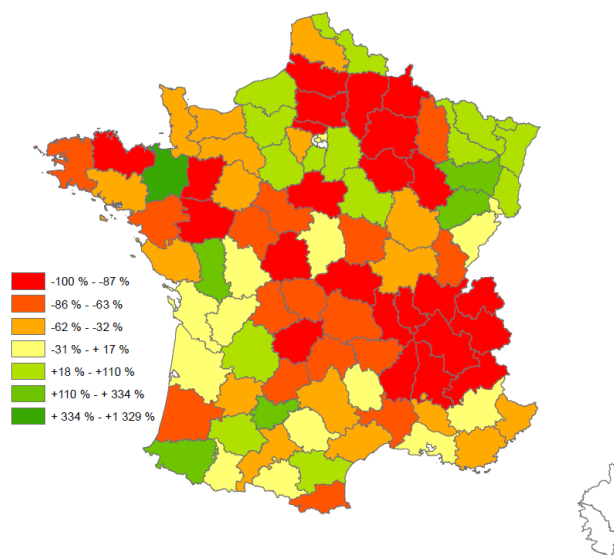 -100 % - -87 %
-86 % - -63 %
-62 % - -32 %
-31 % - + 17 %
+18 % - +110 %
+110 % - + 334 %
+ 334 % - +1 329 %